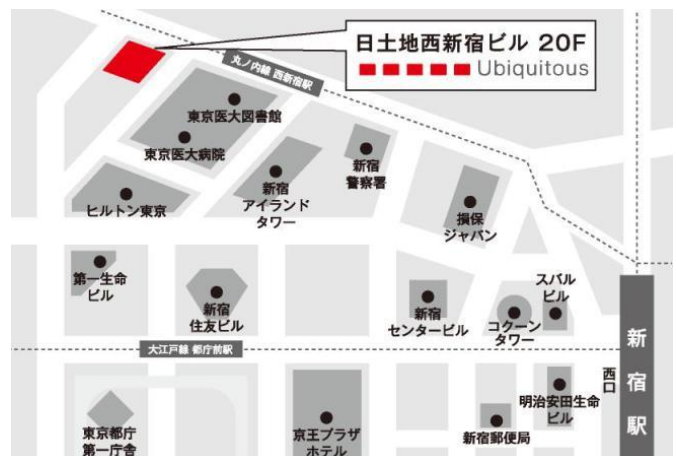 日土地西新宿ビル 20F
Ubiquitous
丸ノ内線 西新宿駅
東京医大図書館
東京医大病院
新宿
警察署
新宿
アイランド
タワー
ヒルトン東京
損保
ジャパン
第一生命
ビル
新宿
住友ビル
新宿
センタービル
コクーン
タワー
スバル
ビル
大江戸線 都庁前駅
新宿駅
西口
明治安田生命
ビル
東京都庁
第一庁舎
京王プラザ
ホテル
新宿郵便局